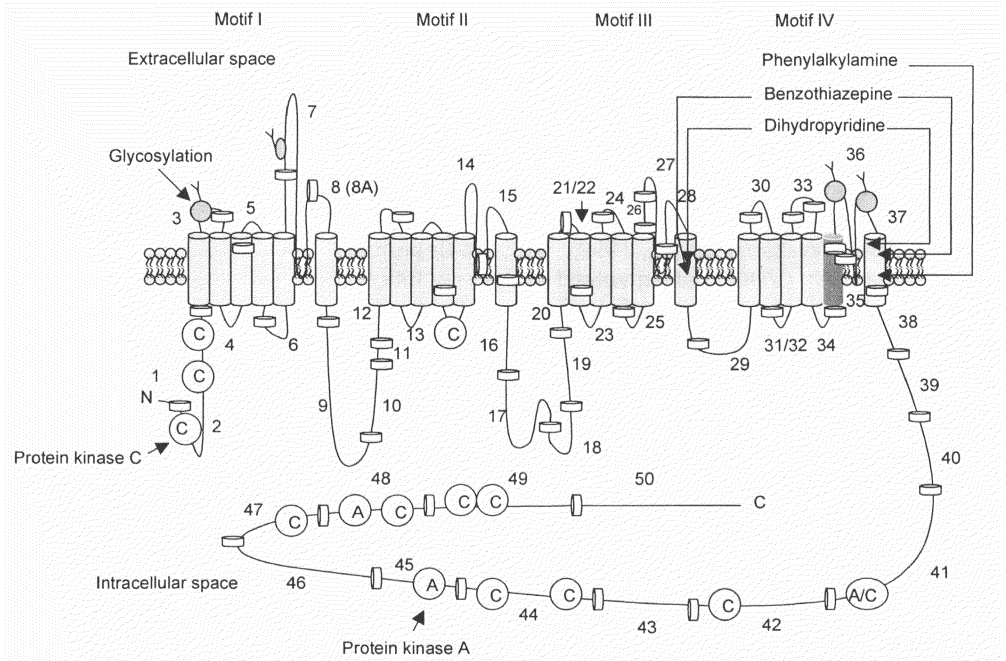 Motif I Motif II Motif III Motif IV
Extracellular space
Phenylalkylamine
Benzothiazepine
Dihydropyridine
Glycosylation
7
8 (8A)
14
15
21/22
24
26
27
28
30
33
36
37
3
5
4
6
12
13
11
16
20
23
25
19
31/32
34
35
38
29
39
1
N
2
C
C
C
C
9
10
17
18
40
Protein kinase C
47
48
49
50
C
A
C
C
C
C
Intracellular space
46
45
A
C
44
C
43
C
42
A/C
41
Protein kinase A